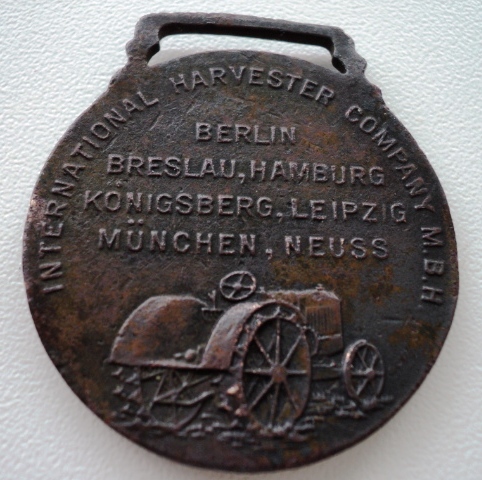 INTERNATIONAL HARVESTER COMPANY M.B.H
BERLIN
BRESLAU, HAMBURG
KÖNIGSBERG, LEIPZIG
MÜNCHEN, NEUSS